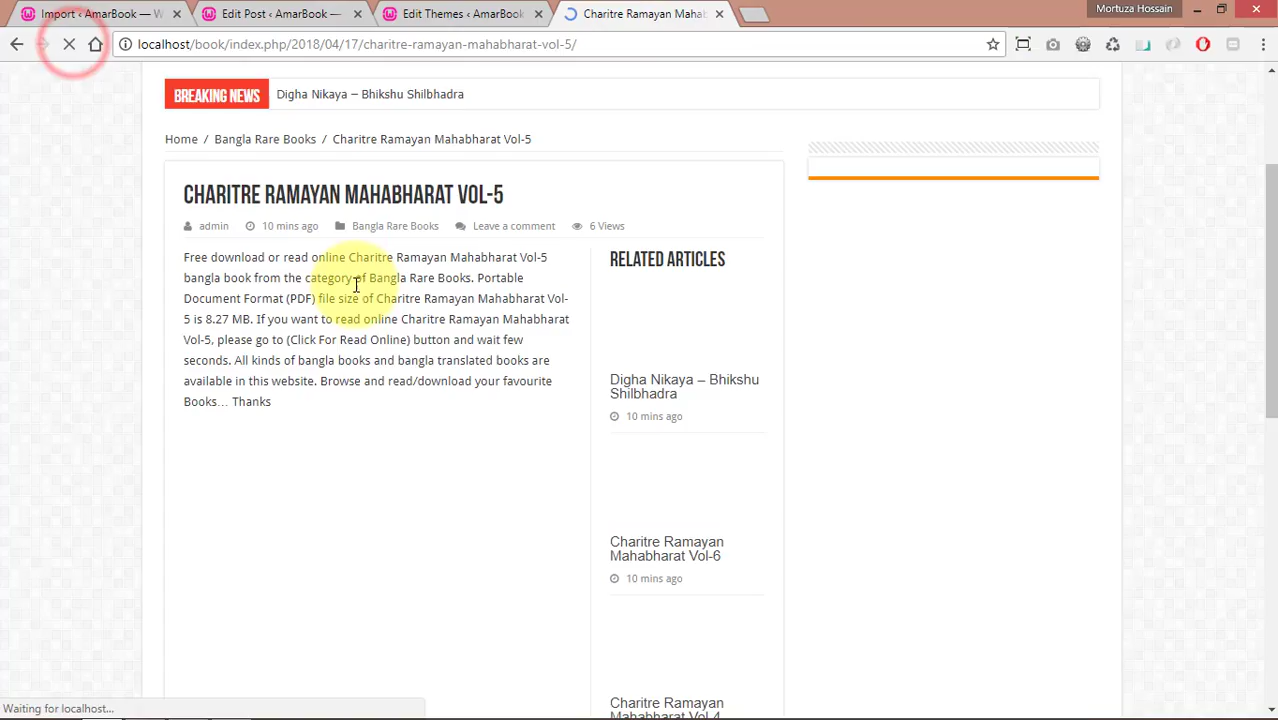 Import ‹ AmarBook — W
Edit Post ‹ AmarBook —
Edit Themes ‹ AmarBook
Charitre Ramayan Mahab
Mortuza Hossain
localhost/book/index.php/2018/04/17/charitre-ramayan-mahabharat-vol-5/
BREAKING NEWS
Digha Nikaya – Bhikshu Shilbhadra
Home / Bangla Rare Books / Charitre Ramayan Mahabharat Vol-5
CHARITRE RAMAYAN MAHABHARAT VOL-5
admin 10 mins ago Bangla Rare Books Leave a comment 6 Views
Free download or read online Charitre Ramayan Mahabharat Vol-5
bangla book from the category of Bangla Rare Books. Portable
Document Format (PDF) file size of Charitre Ramayan Mahabharat Vol-
5 is 8.27 MB. If you want to read online Charitre Ramayan Mahabharat
Vol-5, please go to (Click For Read Online) button and wait few
seconds. All kinds of bangla books and bangla translated books are
available in this website. Browse and read/download your favourite
Books… Thanks
RELATED ARTICLES
Digha Nikaya – Bhikshu
Shilbhadra
10 mins ago
Charitre Ramayan
Mahabharat Vol-6
10 mins ago
Charitre Ramayan
Mahabharat Vol-4
Waiting for localhost...